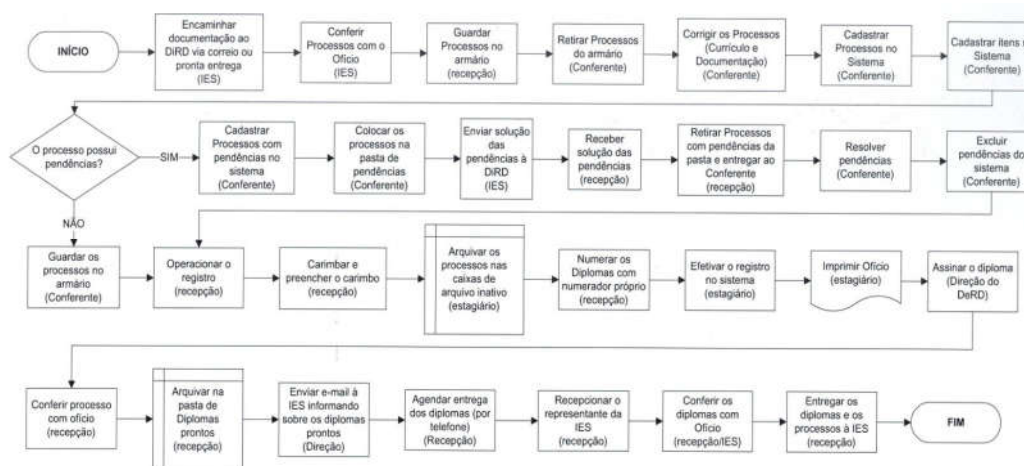 INÍCIO
Encaminhar
documentação ao
DiRD via correio ou
pronta entrega
(IES)
Conferir
Processos com o
Ofício
(IES)
Guardar
Processos no
armário
(recepção)
Retirar Processos
do armário
(Conferente)
Corrigir os Processos
(Currículo e
Documentação)
(Conferente)
Cadastrar
Processos no
Sistema
(Conferente)
Cadastrar itens
Sistema
(Conferente)
O processo possui
pendências?
SIM
Cadastrar
Processos com
pendências no
sistema
(Conferente)
Colocar os
processos na
pasta de
pendências
(Conferente)
Enviar solução
das
pendências à
DiRD
(IES)
Receber
solução das
pendências
(recepção)
Retirar Processos
com pendências da
pasta e entregar ao
Conferente
(recepção)
Resolver
pendências
(Conferente)
Excluir
pendências do
sistema
(Conferente)
NÃO
Guardar os
processos no
armário
(Conferente)
Operacionar o
registro
(recepção)
Carimbar e
preencher o carimbo
(recepção)
Arquivar os
processos nas
caixas de
arquivo inativo
(estagiário)
Numerar os
Diplomas com
numerador próprio
(recepção)
Efetivar o registro
no sistema
(estagiário)
Imprimir Ofício
(estagiário)
Assinar o diploma
(Direção do
DeRD)
Conferir processo
com ofício
(recepção)
Arquivar na
pasta de
Diplomas
prontos
(recepção)
Enviar e-mail à
IES informando
sobre os diplomas
prontos
(Direção)
Agendar entrega
dos diplomas (por
telefone)
(Recepção)
Recepcionar o
representante da
IES
(recepção)
Conferir os
diplomas com
Ofício
(recepção/IES)
Entregar os
diplomas e os
processos à IES
(recepção)
FIM